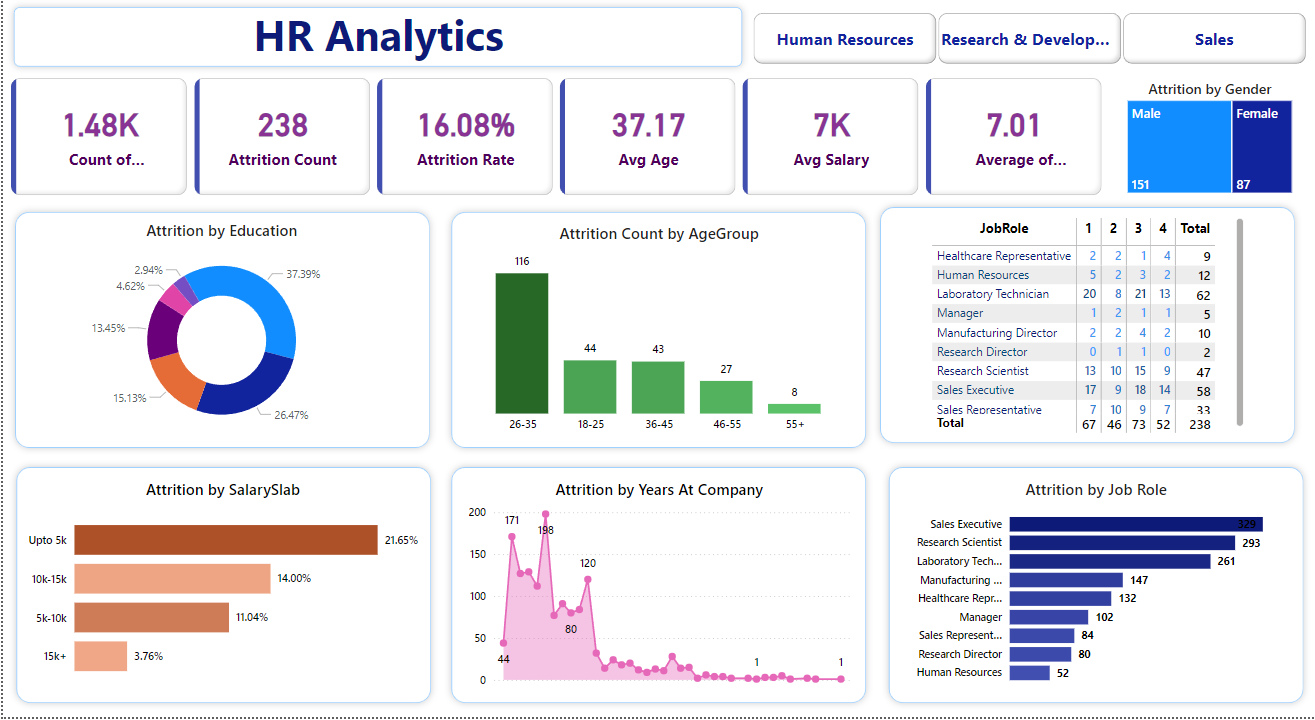 HR Analytics
Human Resources
Research & Develop...
Sales
1.48K
Count of...
238
Attrition Count
16.08%
Attrition Rate
37.17
Avg Age
7K
Avg Salary
7.01
Average of...
Attrition by Gender
Male
Female
151
87
Attrition by Education
2.94%
37.39%
4.62%
13.45%
15.13%
26.47%
Attrition Count by AgeGroup
116
44
43
27
8
26-35
18-25
36-45
46-55
55+
JobRole 1 2 3 4 Total
Healthcare Representative 2 2 1 4 9
Human Resources 5 2 3 2 12
Laboratory Technician 20 8 21 13 62
Manager 1 2 1 1 5
Manufacturing Director 2 2 4 2 10
Research Director 0 1 1 0 2
Research Scientist 13 10 15 9 47
Sales Executive 17 9 18 14 58
Sales Representative 7 10 9 7 33
Total 67 46 73 52 238
Attrition by SalarySlab
Upto 5k 21.65%
10k-15k 14.00%
5k-10k 11.04%
15k+ 3.76%
Attrition by Years At Company
200
171
198
150
120
100
80
50
44
1
1
0
Attrition by Job Role
Sales Executive 329
Research Scientist 293
Laboratory Tech... 261
Manufacturing ... 147
Healthcare Repr... 132
Manager 102
Sales Represent... 84
Research Director 80
Human Resources 52